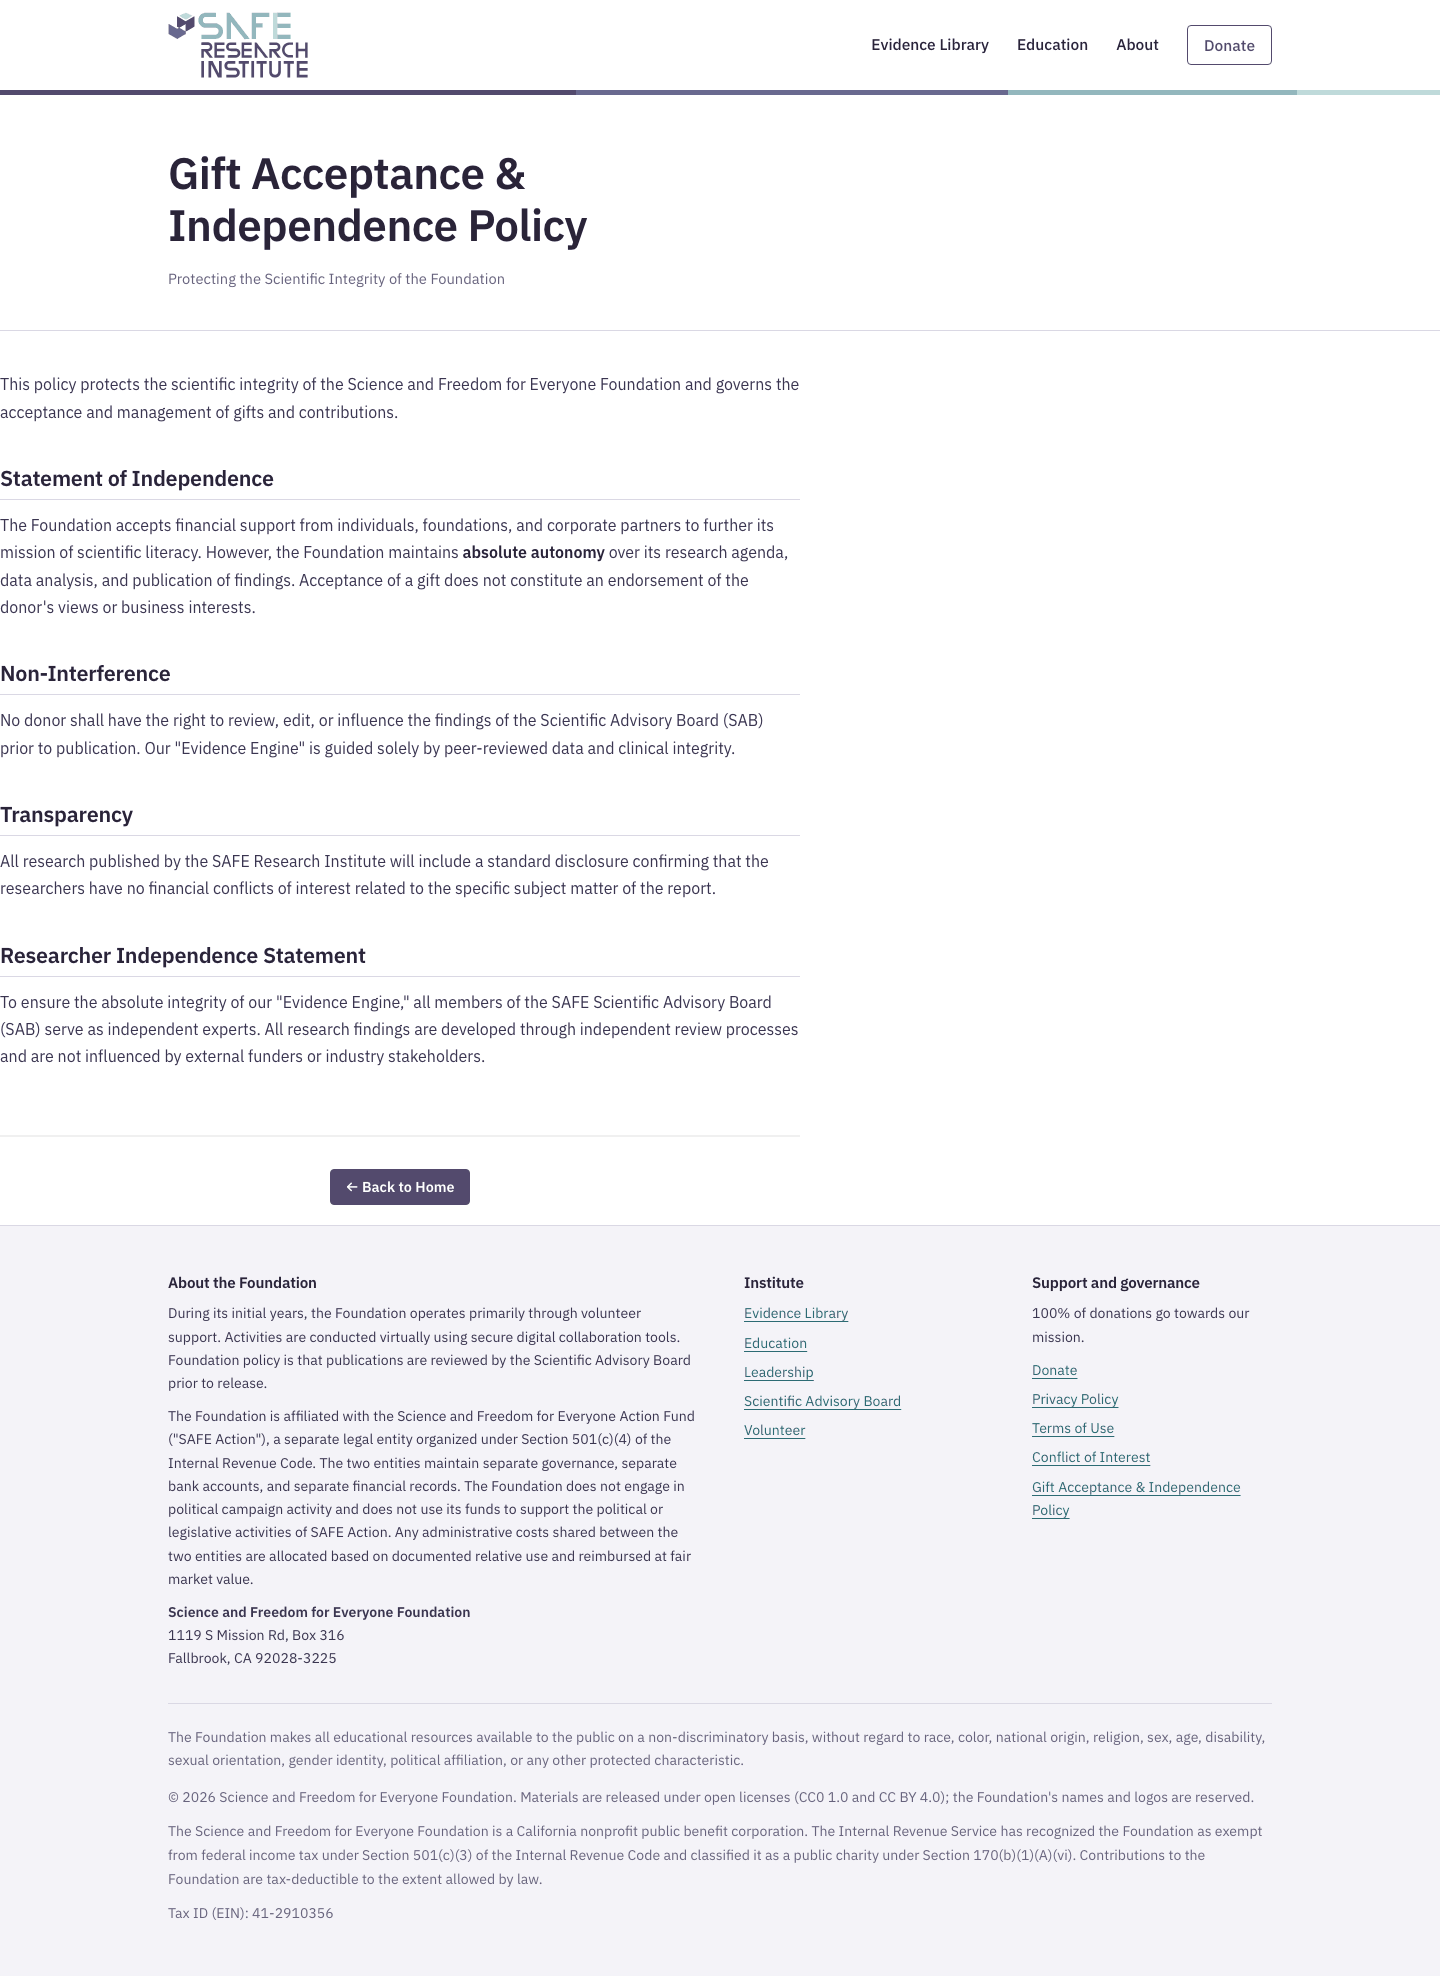 SAFE
RESEARCH
INSTITUTE
Evidence Library
Education
About
Donate
Gift Acceptance &
Independence Policy
Protecting the Scientific Integrity of the Foundation
This policy protects the scientific integrity of the Science and Freedom for Everyone Foundation and governs the
acceptance and management of gifts and contributions.
Statement of Independence
The Foundation accepts financial support from individuals, foundations, and corporate partners to further its
mission of scientific literacy. However, the Foundation maintains absolute autonomy over its research agenda,
data analysis, and publication of findings. Acceptance of a gift does not constitute an endorsement of the
donor's views or business interests.
Non-Interference
No donor shall have the right to review, edit, or influence the findings of the Scientific Advisory Board (SAB)
prior to publication. Our "Evidence Engine" is guided solely by peer-reviewed data and clinical integrity.
Transparency
All research published by the SAFE Research Institute will include a standard disclosure confirming that the
researchers have no financial conflicts of interest related to the specific subject matter of the report.
Researcher Independence Statement
To ensure the absolute integrity of our "Evidence Engine," all members of the SAFE Scientific Advisory Board
(SAB) serve as independent experts. All research findings are developed through independent review processes
and are not influenced by external funders or industry stakeholders.
← Back to Home
About the Foundation
During its initial years, the Foundation operates primarily through volunteer
support. Activities are conducted virtually using secure digital collaboration tools.
Foundation policy is that publications are reviewed by the Scientific Advisory Board
prior to release.
The Foundation is affiliated with the Science and Freedom for Everyone Action Fund
("SAFE Action"), a separate legal entity organized under Section 501(c)(4) of the
Internal Revenue Code. The two entities maintain separate governance, separate
bank accounts, and separate financial records. The Foundation does not engage in
political campaign activity and does not use its funds to support the political or
legislative activities of SAFE Action. Any administrative costs shared between the
two entities are allocated based on documented relative use and reimbursed at fair
market value.
Science and Freedom for Everyone Foundation
1119 S Mission Rd, Box 316
Fallbrook, CA 92028-3225
Institute
Evidence Library
Education
Leadership
Scientific Advisory Board
Volunteer
Support and governance
100% of donations go towards our
mission.
Donate
Privacy Policy
Terms of Use
Conflict of Interest
Gift Acceptance & Independence
Policy
The Foundation makes all educational resources available to the public on a non-discriminatory basis, without regard to race, color, national origin, religion, sex, age, disability,
sexual orientation, gender identity, political affiliation, or any other protected characteristic.
© 2026 Science and Freedom for Everyone Foundation. Materials are released under open licenses (CC0 1.0 and CC BY 4.0); the Foundation's names and logos are reserved.
The Science and Freedom for Everyone Foundation is a California nonprofit public benefit corporation. The Internal Revenue Service has recognized the Foundation as exempt
from federal income tax under Section 501(c)(3) of the Internal Revenue Code and classified it as a public charity under Section 170(b)(1)(A)(vi). Contributions to the
Foundation are tax-deductible to the extent allowed by law.
Tax ID (EIN): 41-2910356